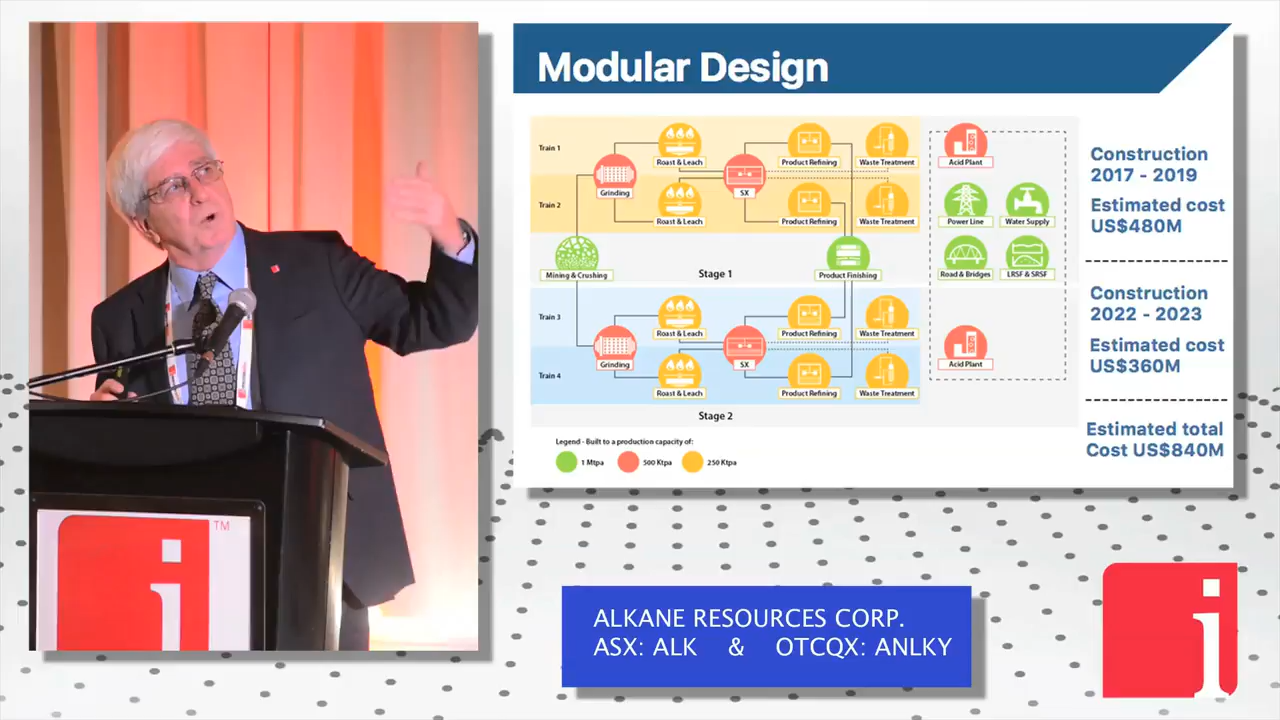 Modular Design
Train 1
Roast & Leach
Product Refining
Waste Treatment
Acid Plant
Grinding
SX
Train 2
Roast & Leach
Product Refining
Waste Treatment
Power Line
Water Supply
Mining & Crushing
Stage 1
Product Finishing
Road & Bridges
LRSF & SRSF
Train 3
Roast & Leach
Product Refining
Waste Treatment
Grinding
SX
Acid Plant
Train 4
Roast & Leach
Product Refining
Waste Treatment
Stage 2
Legend - Built to a production capacity of:
1 Mtpa
500 Ktpa
250 Ktpa
Construction
2017 - 2019
Estimated cost
US$480M
Construction
2022 - 2023
Estimated cost
US$360M
Estimated total
Cost US$840M
i
TM
ALKANE RESOURCES CORP.
ASX: ALK & OTCQX: ANLKY
i